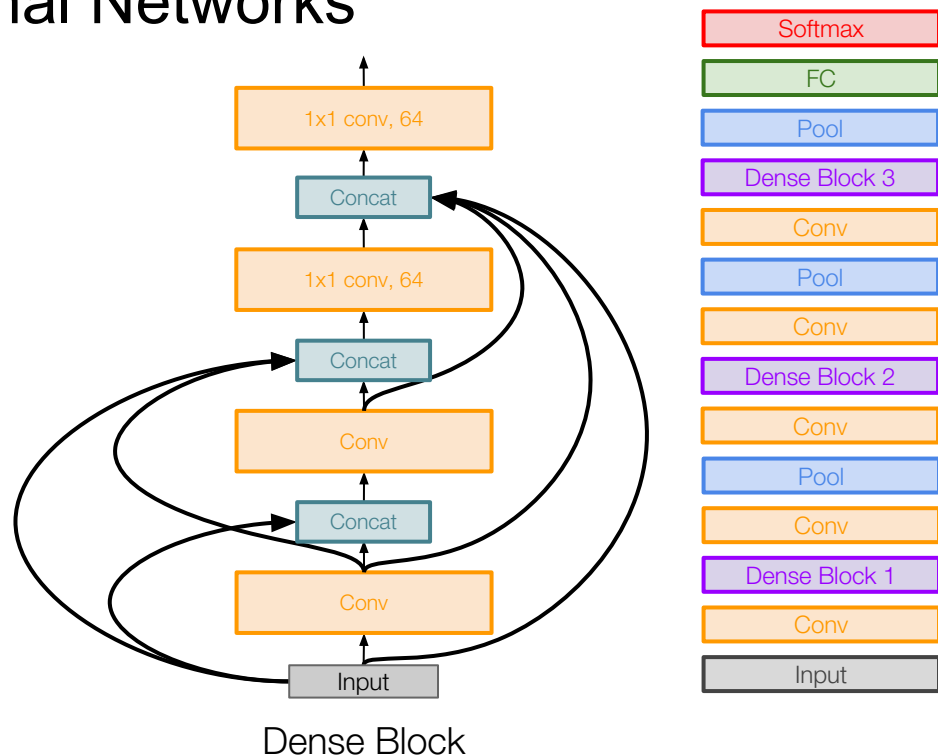 nal Networks
1x1 conv, 64
Concat
1x1 conv, 64
Concat
Conv
Concat
Conv
Input
Dense Block
Softmax
FC
Pool
Dense Block 3
Conv
Pool
Conv
Dense Block 2
Conv
Pool
Conv
Dense Block 1
Conv
Input